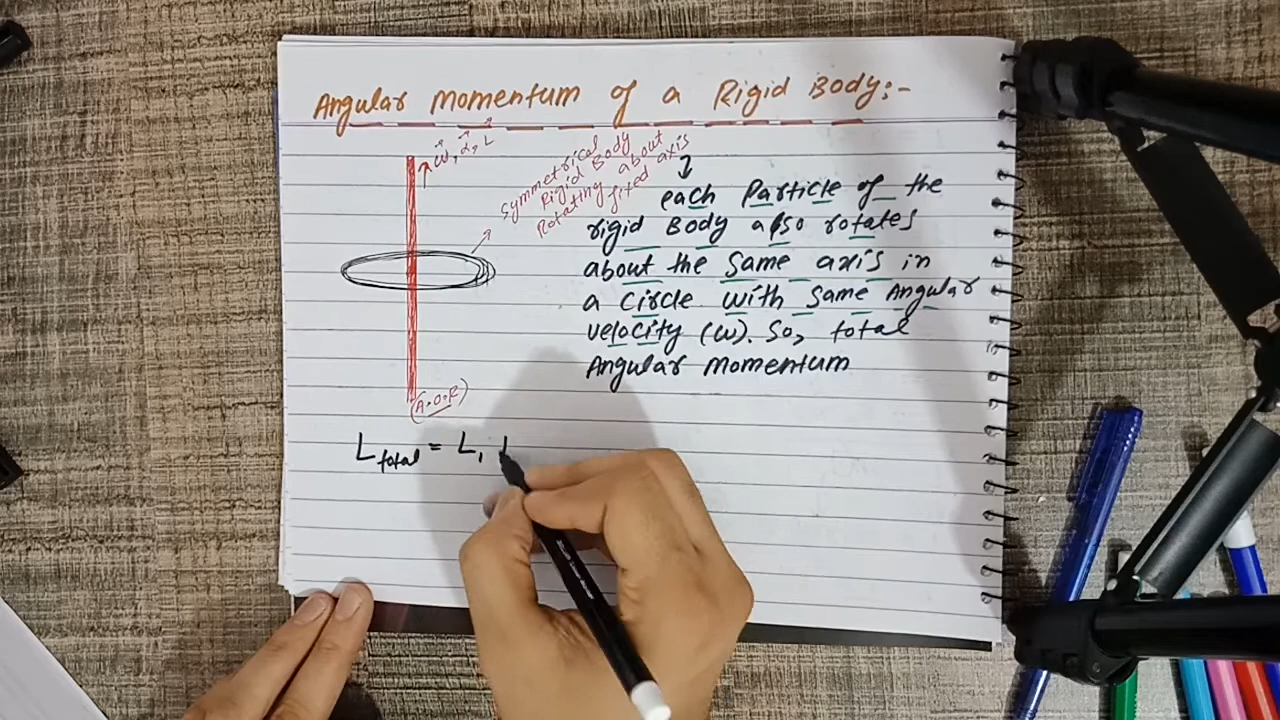 Angular Momentum of a Rigid Body:-
ω, α, L
Symmetrical
Rigid Body
Rotating about
fixed axis
each Particle of the
rigid Body also rotates
about the same axis in
a circle with same Angular
velocity (ω). So, total
Angular momentum
(A.O.R)
L total = L1